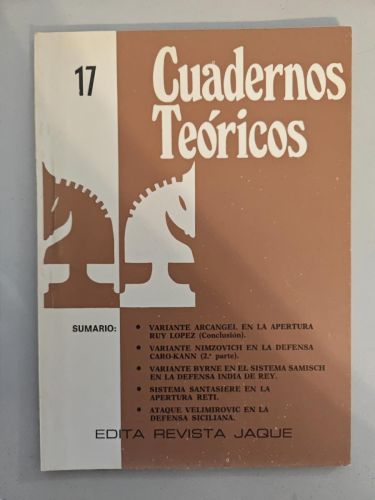 17
Cuadernos
Teóricos
SUMARIO:
• VARIANTE ARCANGEL EN LA APERTURA
RUY LOPEZ (Conclusión).
• VARIANTE NIMZOVICH EN LA DEFENSA
CARO-KANN (2.ª parte).
• VARIANTE BYRNE EN EL SISTEMA SAMISCH
EN LA DEFENSA INDIA DE REY.
• SISTEMA SANTASIERE EN LA
APERTURA RETI.
• ATAQUE VELIMIROVIC EN LA
DEFENSA SICILIANA.
EDITA REVISTA JAQUE